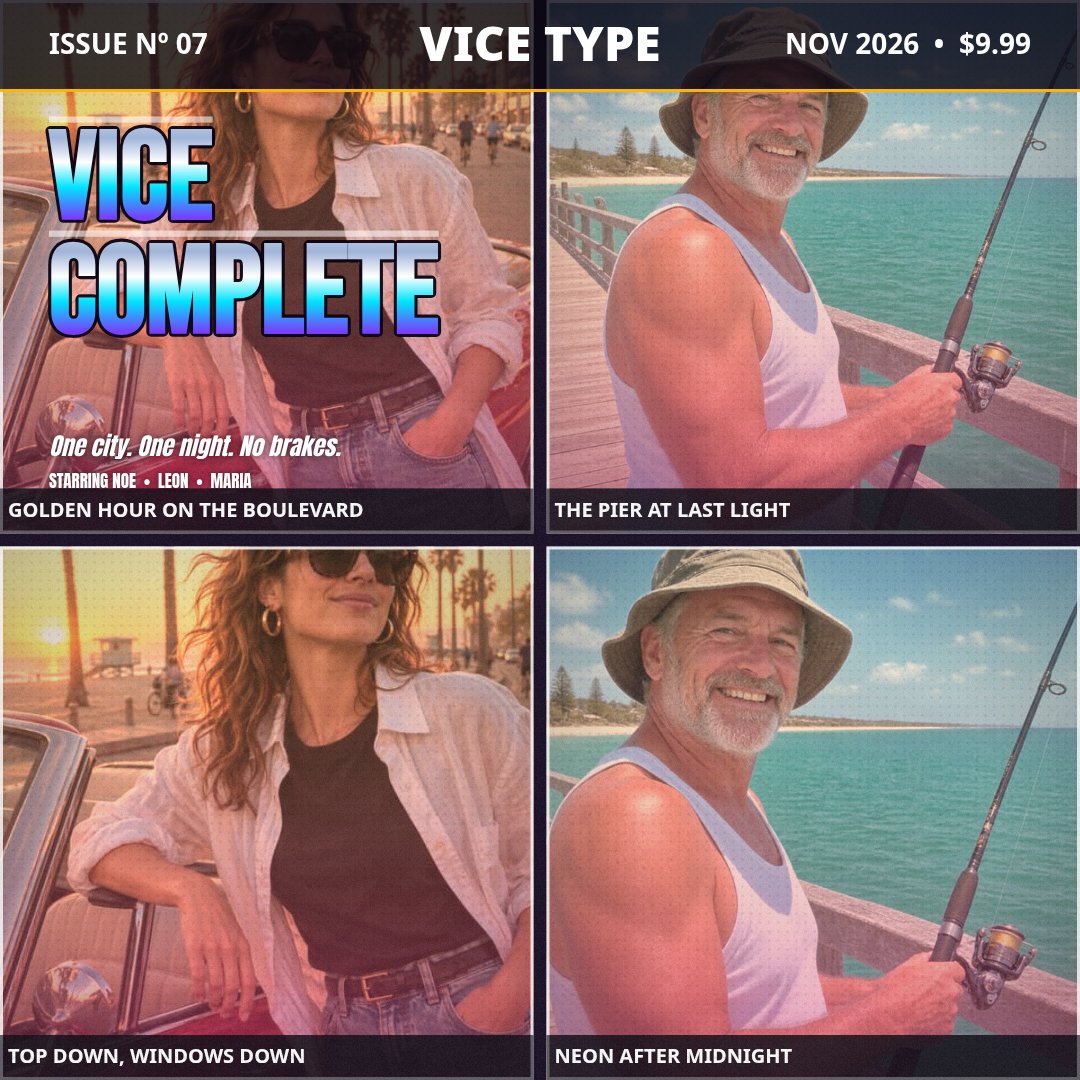 ISSUE Nº 07
VICE TYPE
NOV 2026 • $9.99
VICE
COMPLETE
One city. One night. No brakes.
STARRING NOE • LEON • MARIA
GOLDEN HOUR ON THE BOULEVARD
THE PIER AT LAST LIGHT
TOP DOWN, WINDOWS DOWN
NEON AFTER MIDNIGHT